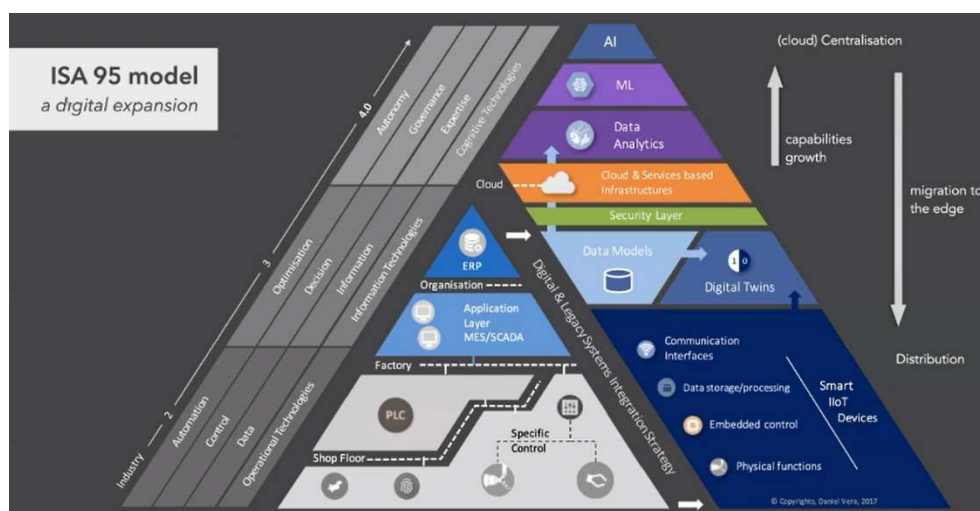 ISA 95 model
a digital expansion
Industry
2
3
4.0
Autonomy
Governance
Expertise
Cognitive Technologies
Optimisation
Decision
Information
Information Technologies
Automation
Control
Data
Operational Technologies
ERP
Organisation
Application
Layer
MES/SCADA
Factory
PLC
Shop Floor
Specific
Control
Digital & Legacy Systems Integration Strategy
AI
ML
Data
Analytics
Cloud
Cloud & Services based
Infrastructures
Security Layer
Data Models
1 0
Digital Twins
Communication
Interfaces
Data storage/processing
Embedded control
Physical functions
Smart
IIoT
Devices
© Copyrights, Daniel Vera, 2017
(cloud) Centralisation
capabilities
growth
migration to
the edge
Distribution